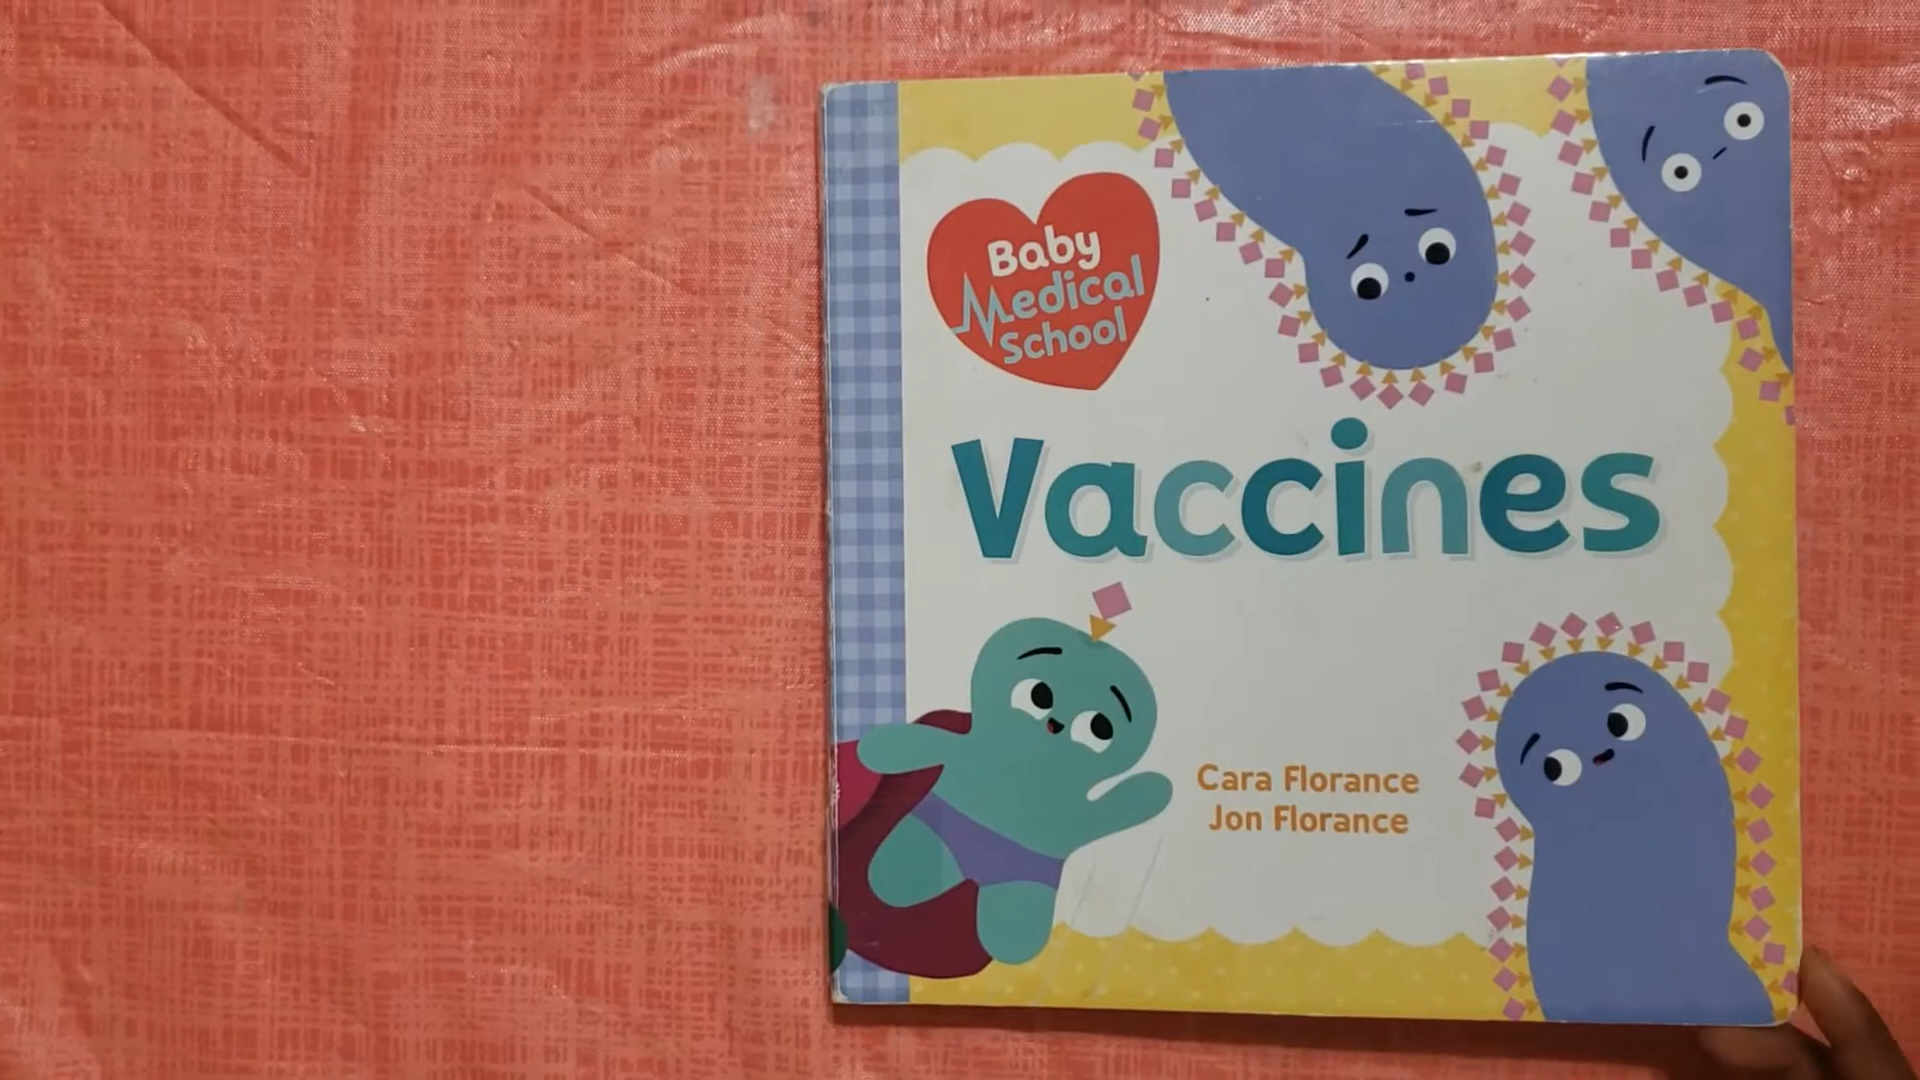 Baby
Medical
School
Vaccines
Cara Florance
Jon Florance